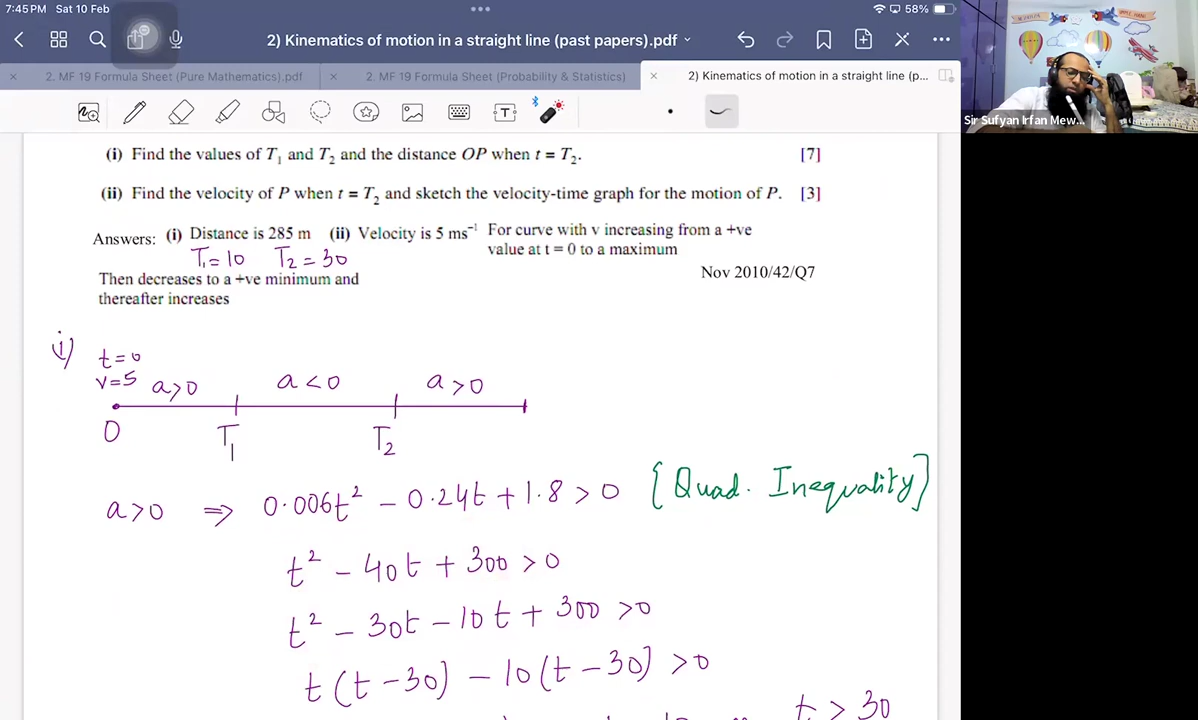 7:45 PM Sat 10 Feb
58%
2) Kinematics of motion in a straight line (past papers).pdf
2. MF 19 Formula Sheet (Pure Mathematics).pdf
2. MF 19 Formula Sheet (Probability & Statistics)
2) Kinematics of motion in a straight line (p...
Sir Sufyan Irfan Mew...
(i) Find the values of T₁ and T₂ and the distance OP when t = T₂. [7]
(ii) Find the velocity of P when t = T₂ and sketch the velocity-time graph for the motion of P. [3]
Answers: (i) Distance is 285 m (ii) Velocity is 5 ms⁻¹ For curve with v increasing from a +ve
value at t = 0 to a maximum
T₁ = 10 T₂ = 30
Then decreases to a +ve minimum and
thereafter increases
Nov 2010/42/Q7
i)
t = 0
v = 5 a > 0 a < 0 a > 0
O T₁ T₂
a > 0 ⇒ 0.006t² - 0.24t + 1.8 > 0 [Quad. Inequality]
t² - 40t + 300 > 0
t² - 30t - 10t + 300 > 0
t(t - 30) - 10(t - 30) > 0
t > 30